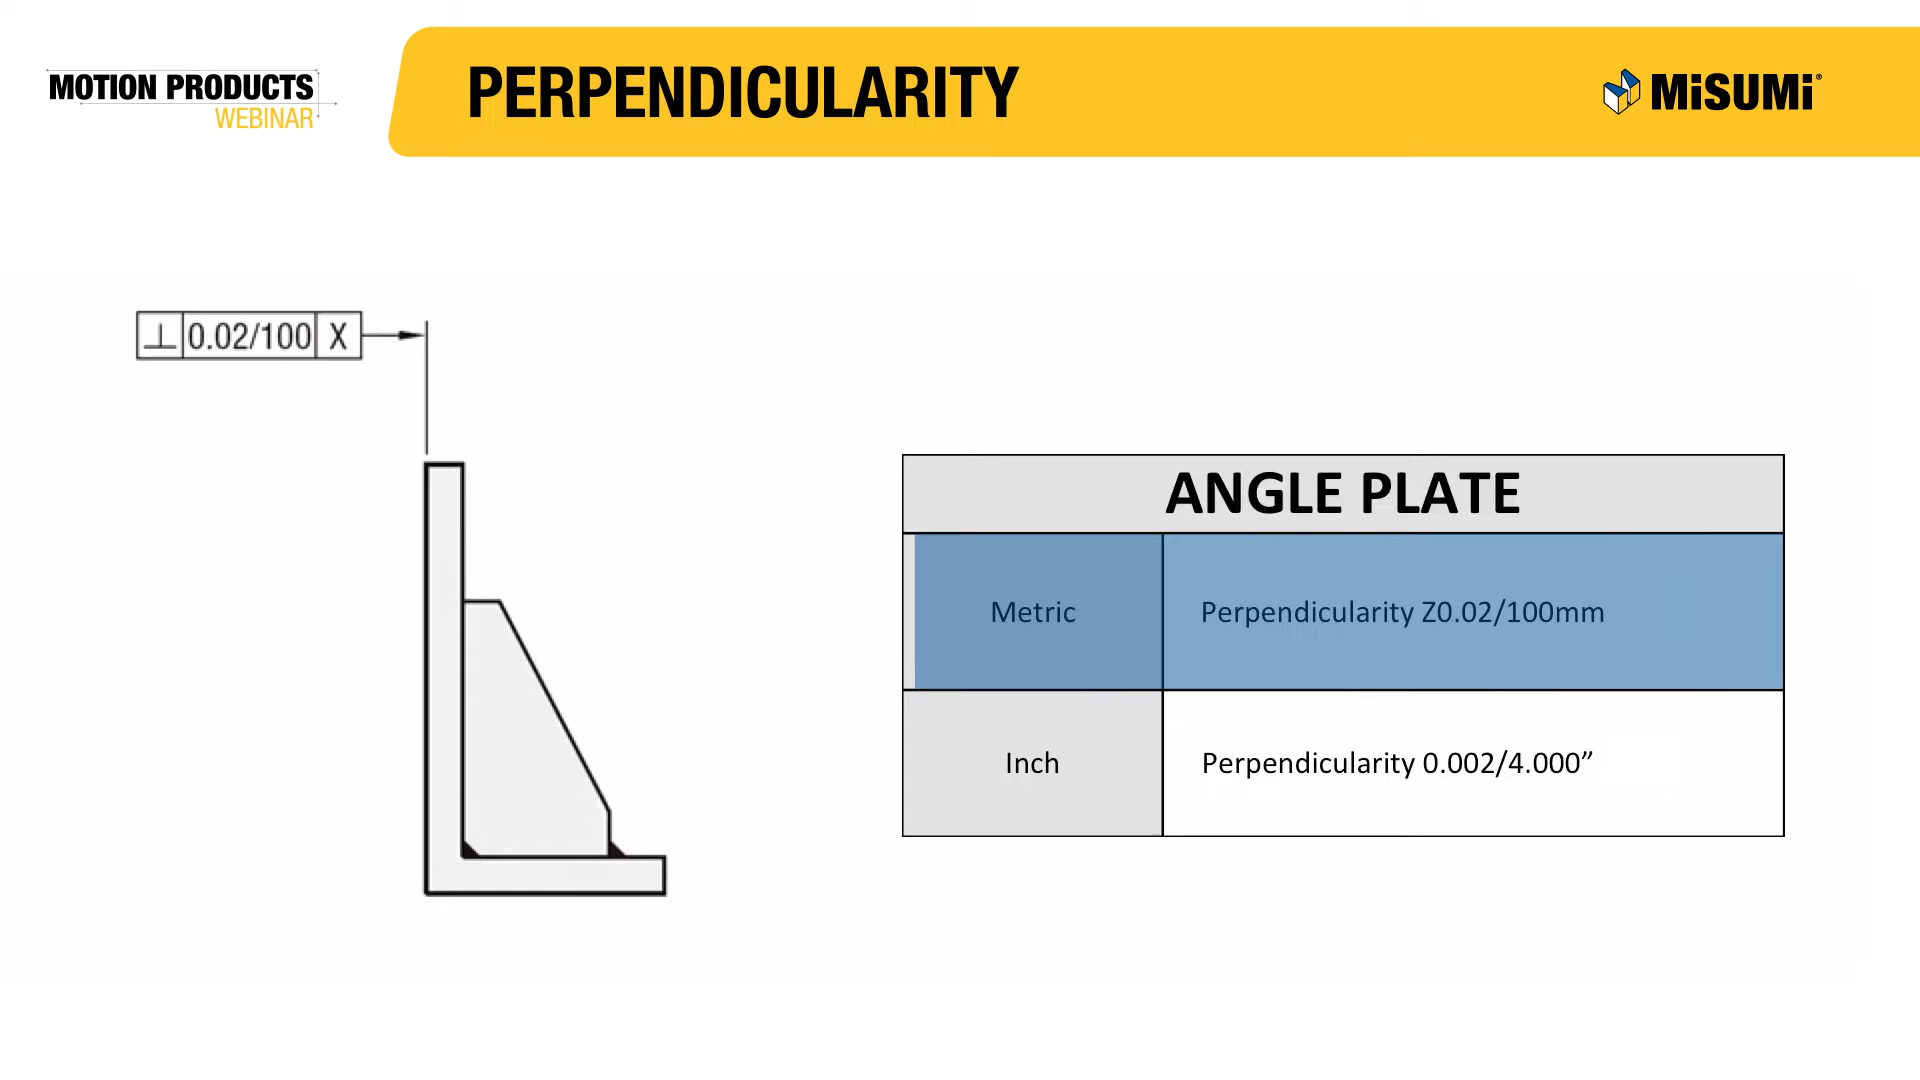 MOTION PRODUCTS
WEBINAR
PERPENDICULARITY
MiSUMi®
⊥ 0.02/100 X
ANGLE PLATE
Metric Perpendicularity Z0.02/100mm
Inch Perpendicularity 0.002/4.000”